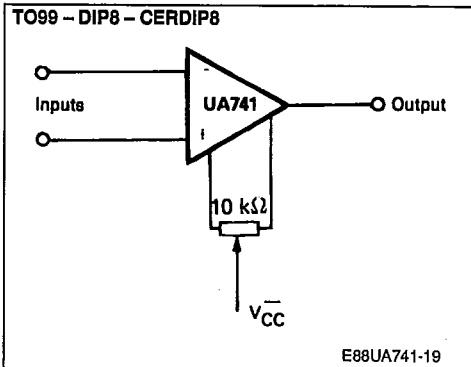 TO99 – DIP8 – CERDIP8
-
Inputs
UA741
Output
10 kΩ
VCC̅
E88UA741-19